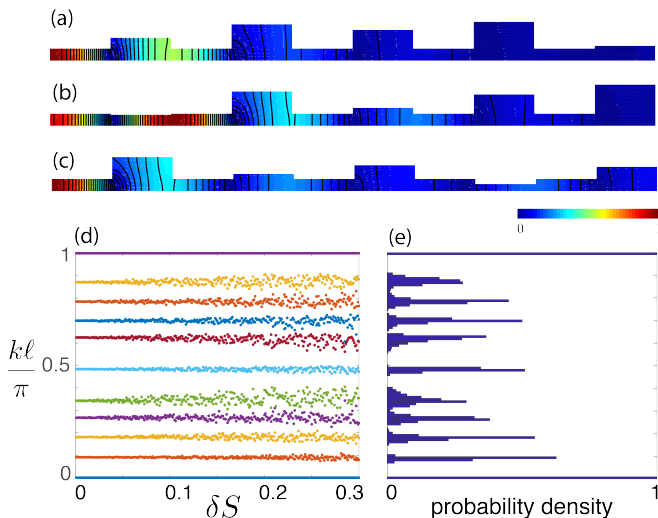 (a)
(b)
(c)
0
(d)
(e)
1
kℓ
π
0.5
0
0 0.1 0.2 0.3
δS
0 1
probability density